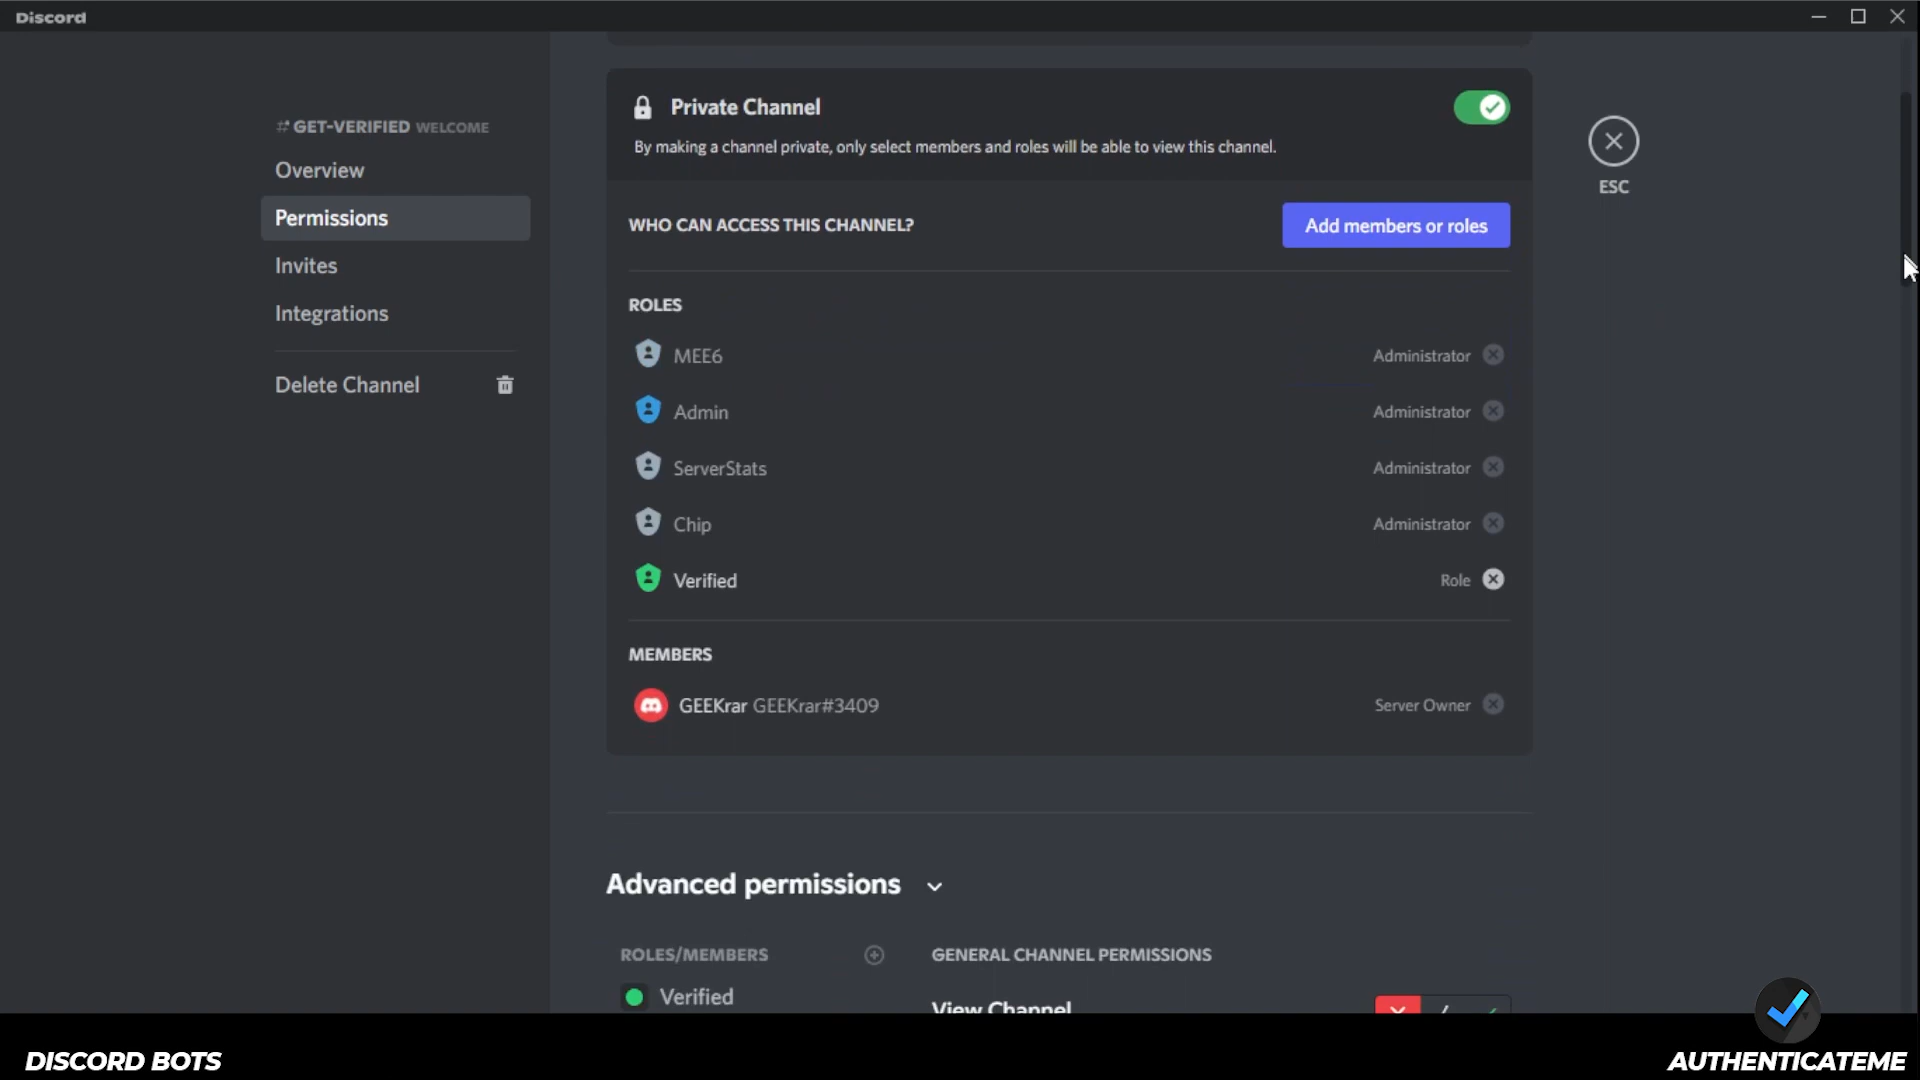 Discord
GET-VERIFIED WELCOME
Overview
Permissions
Invites
Integrations
Delete Channel
Private Channel
By making a channel private, only select members and roles will be able to view this channel.
WHO CAN ACCESS THIS CHANNEL?
Add members or roles
ROLES
MEE6 Administrator
Admin Administrator
ServerStats Administrator
Chip Administrator
Verified Role
MEMBERS
GEEKrar GEEKrar#3409 Server Owner
ESC
Advanced permissions
ROLES/MEMBERS
Verified
GENERAL CHANNEL PERMISSIONS
View Channel
DISCORD BOTS
AUTHENTICATEME